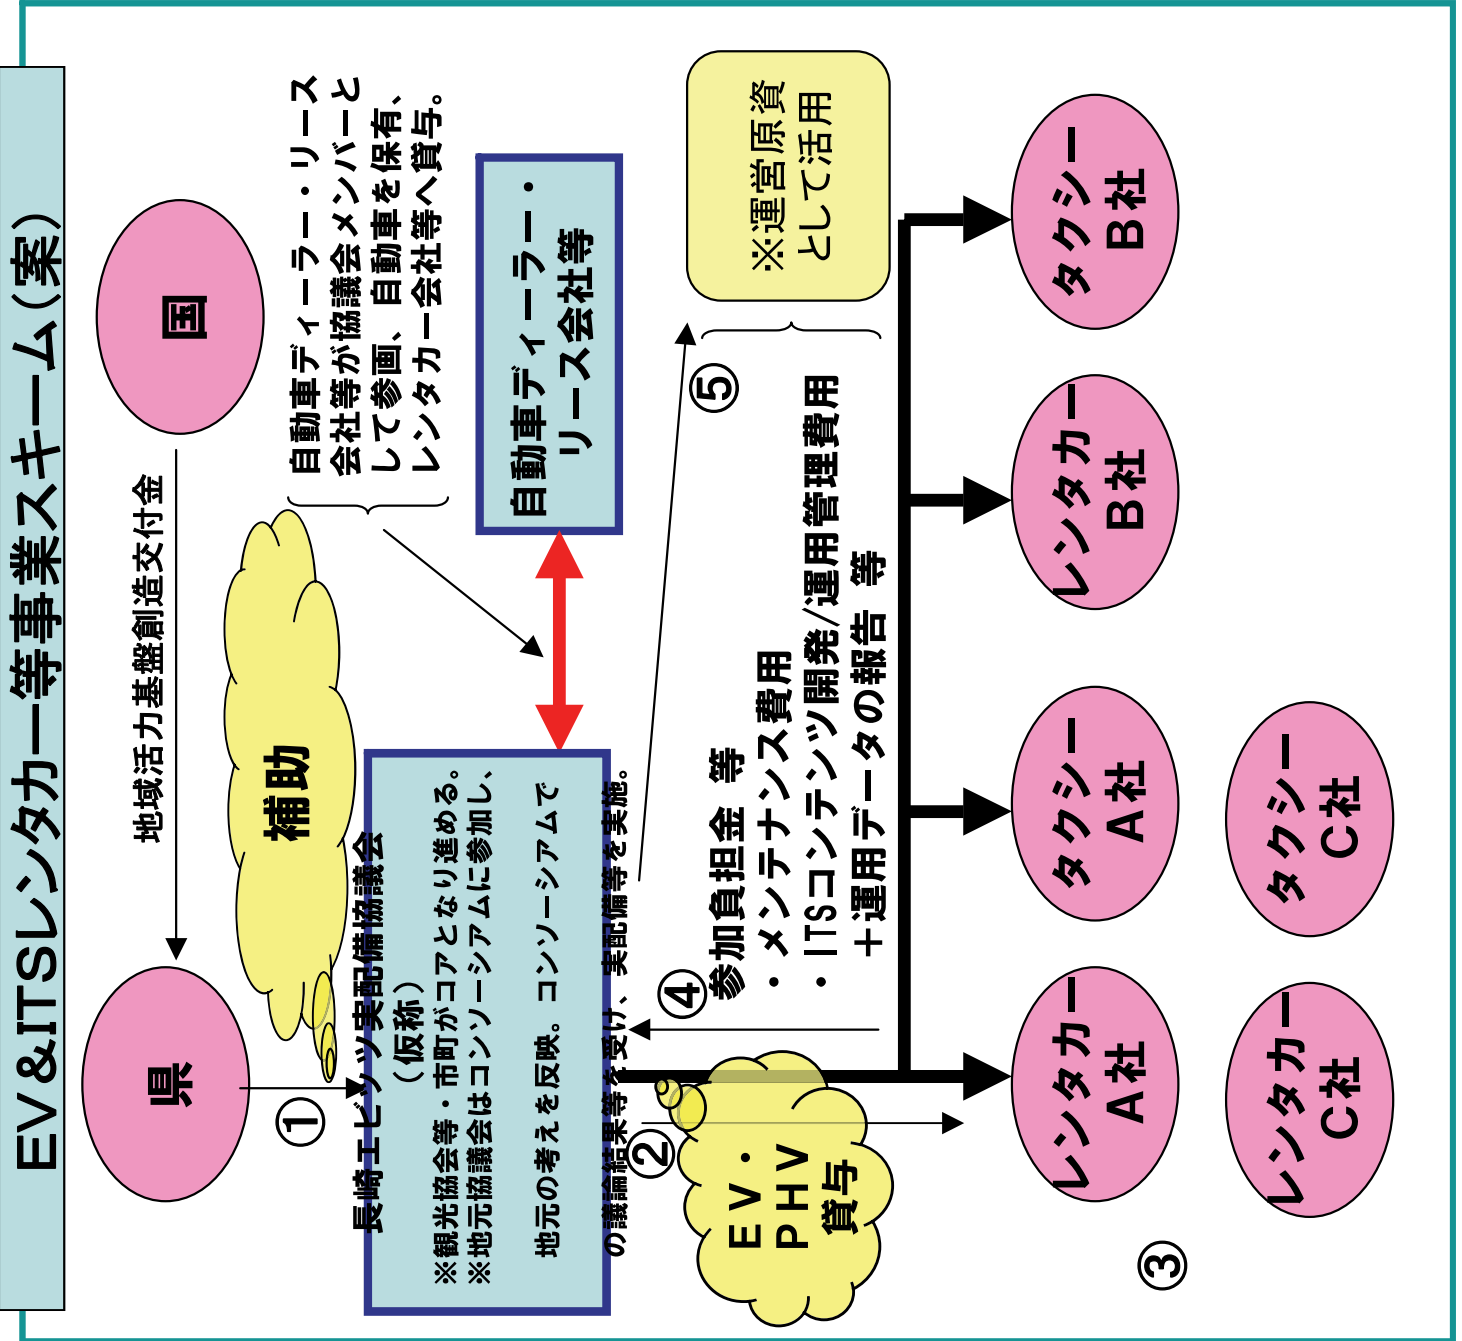 EV&ITSレンタカー等事業スキーム(案)
国
地域活力基盤創造交付金
県
①
補助
自動車ディーラー・リース
会社等が協議会メンバーと
して参画、自動車を保有、
レンタカー会社等へ貸与。
自動車ディーラー・
リース会社等
長崎エビッツ実配備協議会
(仮称)
※観光協会等・市町がコアとなり進める。
※地元協議会はコンソーシアムに参加し、
地元の考えを反映。コンソーシアムで
の議論結果等を受け、実配備等を実施。
②
EV・
PHV
貸与
④
参加負担金 等
・メンテナンス費用
・ITSコンテンツ開発/運用管理費用
+運用データの報告 等
⑤
※運営原資
として活用
③
レンタカー
A社
タクシー
A社
レンタカー
B社
タクシー
B社
レンタカー
C社
タクシー
C社